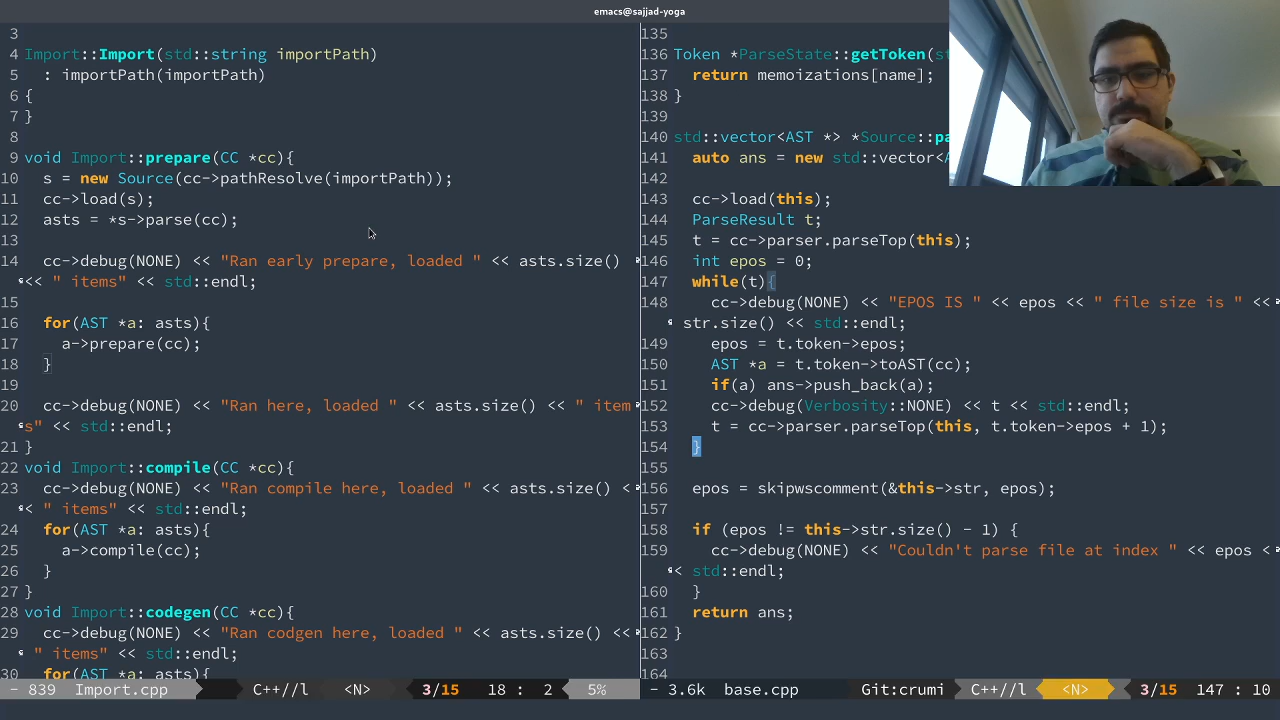 emacs@sajjad-yoga
3
4 Import::Import(std::string importPath)
5 : importPath(importPath)
6 {
7 }
8
9 void Import::prepare(CC *cc){
10 s = new Source(cc->pathResolve(importPath));
11 cc->load(s);
12 asts = *s->parse(cc);
13
14 cc->debug(NONE) << "Ran early prepare, loaded " << asts.size()
<< " items" << std::endl;
15
16 for(AST *a: asts){
17 a->prepare(cc);
18 }
19
20 cc->debug(NONE) << "Ran here, loaded " << asts.size() << " item
s" << std::endl;
21 }
22 void Import::compile(CC *cc){
23 cc->debug(NONE) << "Ran compile here, loaded " << asts.size() <
< " items" << std::endl;
24 for(AST *a: asts){
25 a->compile(cc);
26 }
27 }
28 void Import::codegen(CC *cc){
29 cc->debug(NONE) << "Ran codgen here, loaded " << asts.size() <<
" items" << std::endl;
30 for(AST *a: asts){
- 839 Import.cpp C++//l <N> 3/15 18 : 2 5%
135
136 Token *ParseState::getToken(
137 return memoizations[name];
138 }
139
140 std::vector<AST *> *Source::
141 auto ans = new std::vector<
142
143 cc->load(this);
144 ParseResult t;
145 t = cc->parser.parseTop(this);
146 int epos = 0;
147 while(t){
148 cc->debug(NONE) << "EPOS IS " << epos << " file size is " <<
str.size() << std::endl;
149 epos = t.token->epos;
150 AST *a = t.token->toAST(cc);
151 if(a) ans->push_back(a);
152 cc->debug(Verbosity::NONE) << t << std::endl;
153 t = cc->parser.parseTop(this, t.token->epos + 1);
154 }
155
156 epos = skipwscomment(&this->str, epos);
157
158 if (epos != this->str.size() - 1) {
159 cc->debug(NONE) << "Couldn't parse file at index " << epos <
< std::endl;
160 }
161 return ans;
162 }
163
164
- 3.6k base.cpp Git:crumi C++//l <N> 3/15 147 : 10